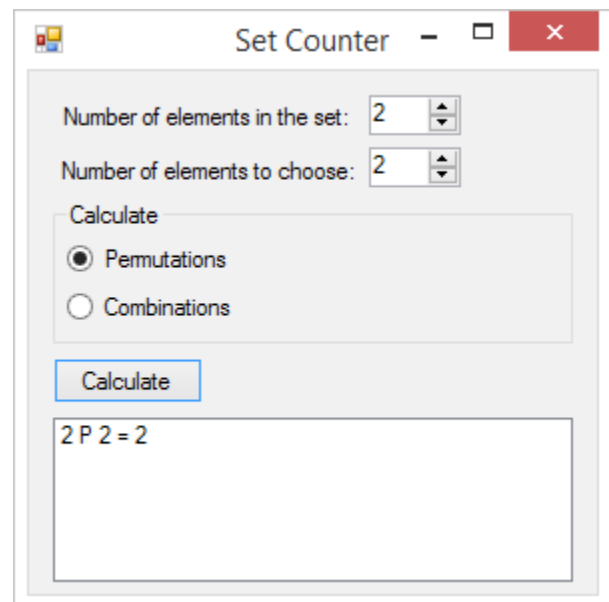 Set Counter
Number of elements in the set: 2
Number of elements to choose: 2
Calculate
Permutations
Combinations
Calculate
2 P 2 = 2